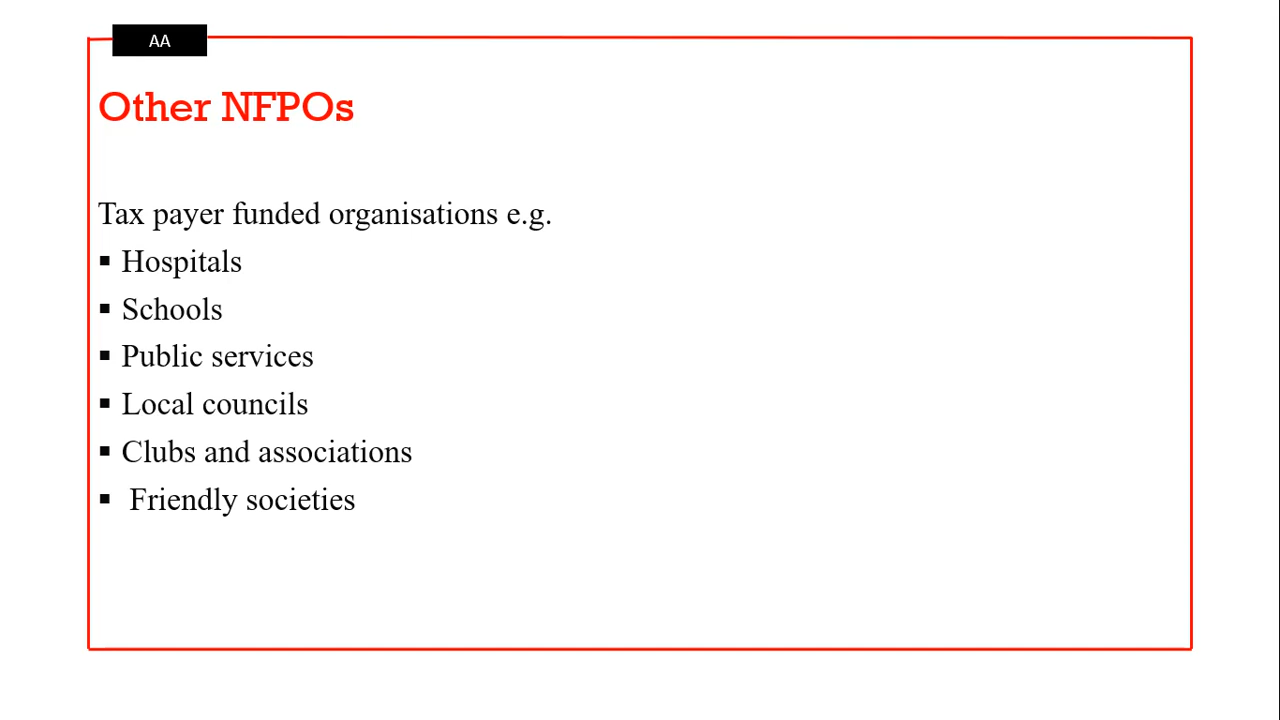 AA
Other NFPOs
Tax payer funded organisations e.g.
▪ Hospitals
▪ Schools
▪ Public services
▪ Local councils
▪ Clubs and associations
▪ Friendly societies